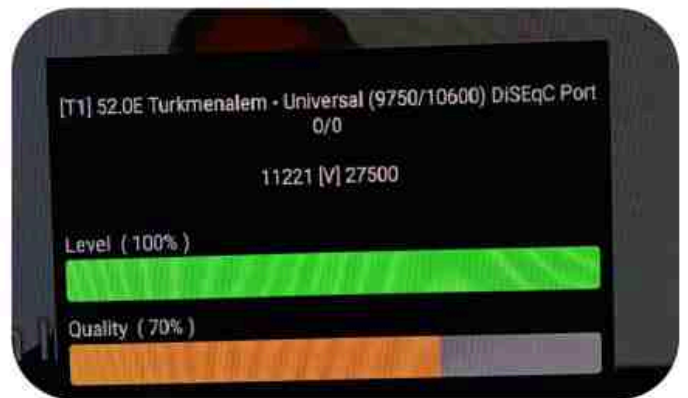 [T1] 52.0E Turkmenalem - Universal (9750/10600) DiSEqC Port
0/0
11221 [V] 27500
Level ( 100% )
Quality ( 70% )